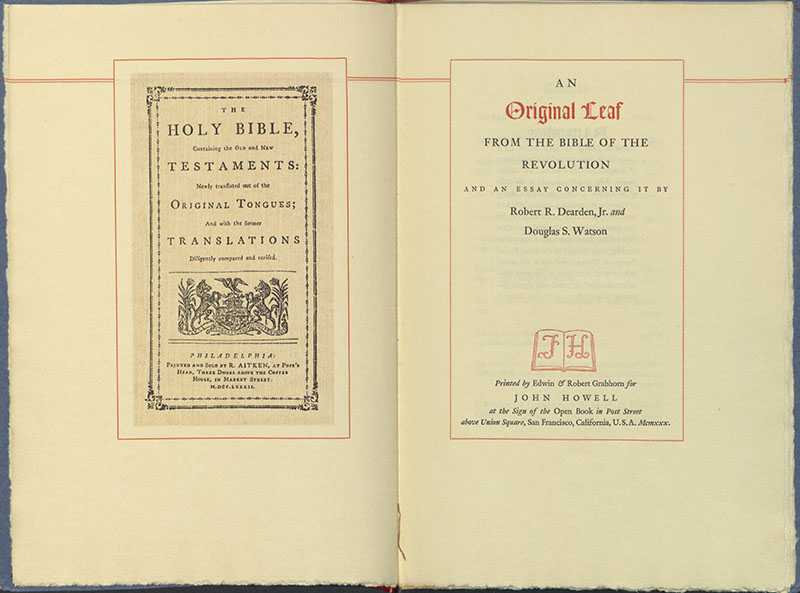 THE
HOLY BIBLE,
Containing the OLD and NEW
TESTAMENTS:
Newly tranſlated out of the
ORIGINAL TONGUES;
And with the former
TRANSLATIONS
Diligently compared and reviſed.
PHILADELPHIA:
PRINTED AND SOLD BY R. AITKEN, AT POPE'S
HEAD, THREE DOORS ABOVE THE COFFEE
HOUSE, IN MARKET STREET.
M.DCC.LXXXII.
AN
Original Leaf
FROM THE BIBLE OF THE
REVOLUTION
AND AN ESSAY CONCERNING IT BY
Robert R. Dearden, Jr. and
Douglas S. Watson
J H
Printed by Edwin & Robert Grabhorn for
JOHN HOWELL
at the Sign of the Open Book in Post Street
above Union Square, San Francisco, California, U.S.A. Mcmxxx.